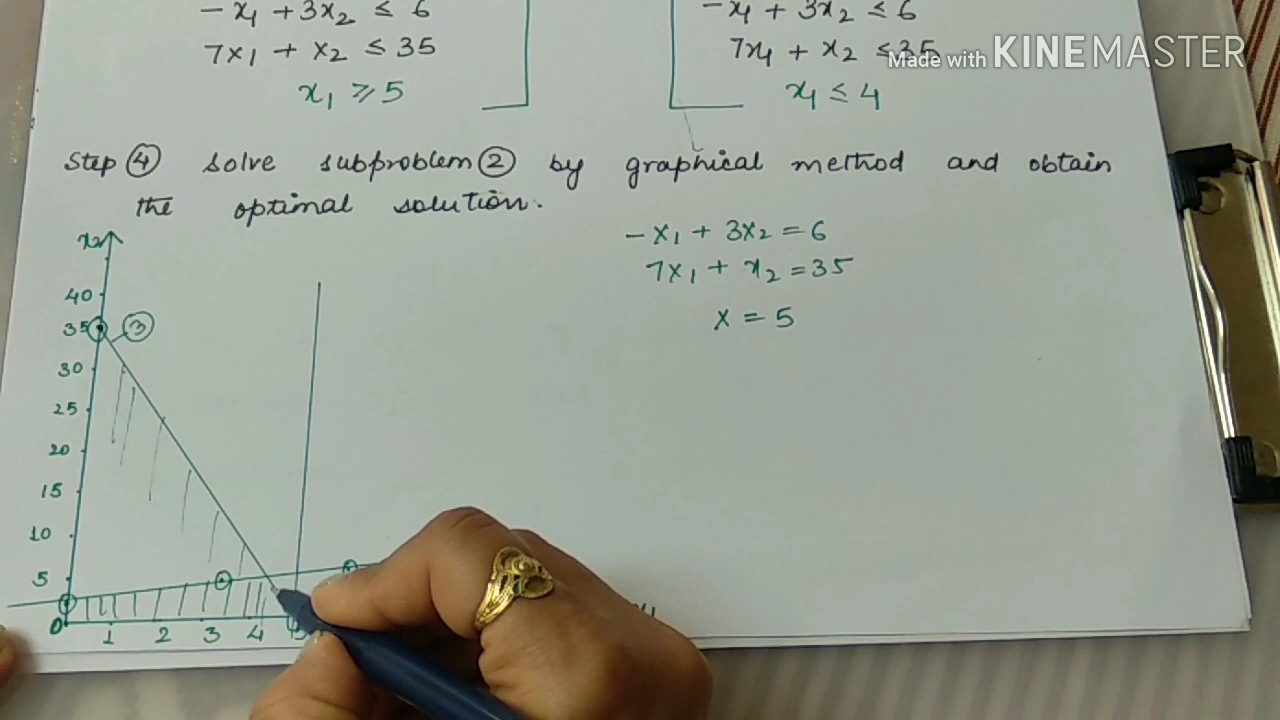 - x₁ + 3x₂ ≤ 6
7x₁ + x₂ ≤ 35
x₁ ≥ 5
- x₁ + 3x₂ ≤ 6
7x₁ + x₂ ≤ 35
x₁ ≤ 4
Made with KINEMASTER
Step ④ solve subproblem ② by graphical method and obtain
the optimal solution.
- x₁ + 3x₂ = 6
7x₁ + x₂ = 35
x = 5
x₂
40
35
③
30
25
20
15
10
5
0
1 2 3 4 5